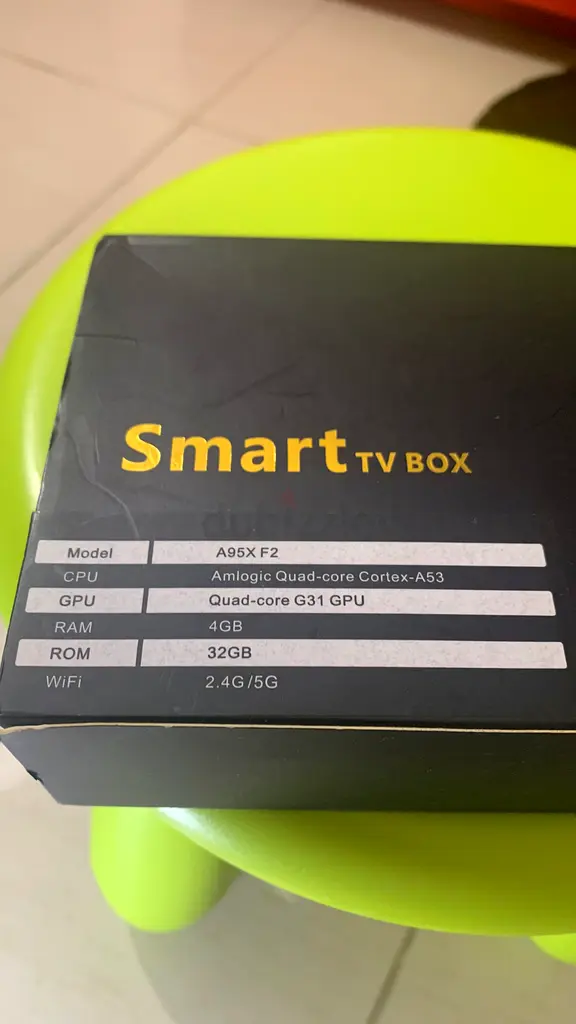 Smart TV BOX
Model A95X F2
CPU Amlogic Quad-core Cortex-A53
GPU Quad-core G31 GPU
RAM 4GB
ROM 32GB
WiFi 2.4G/5G
dubizzle